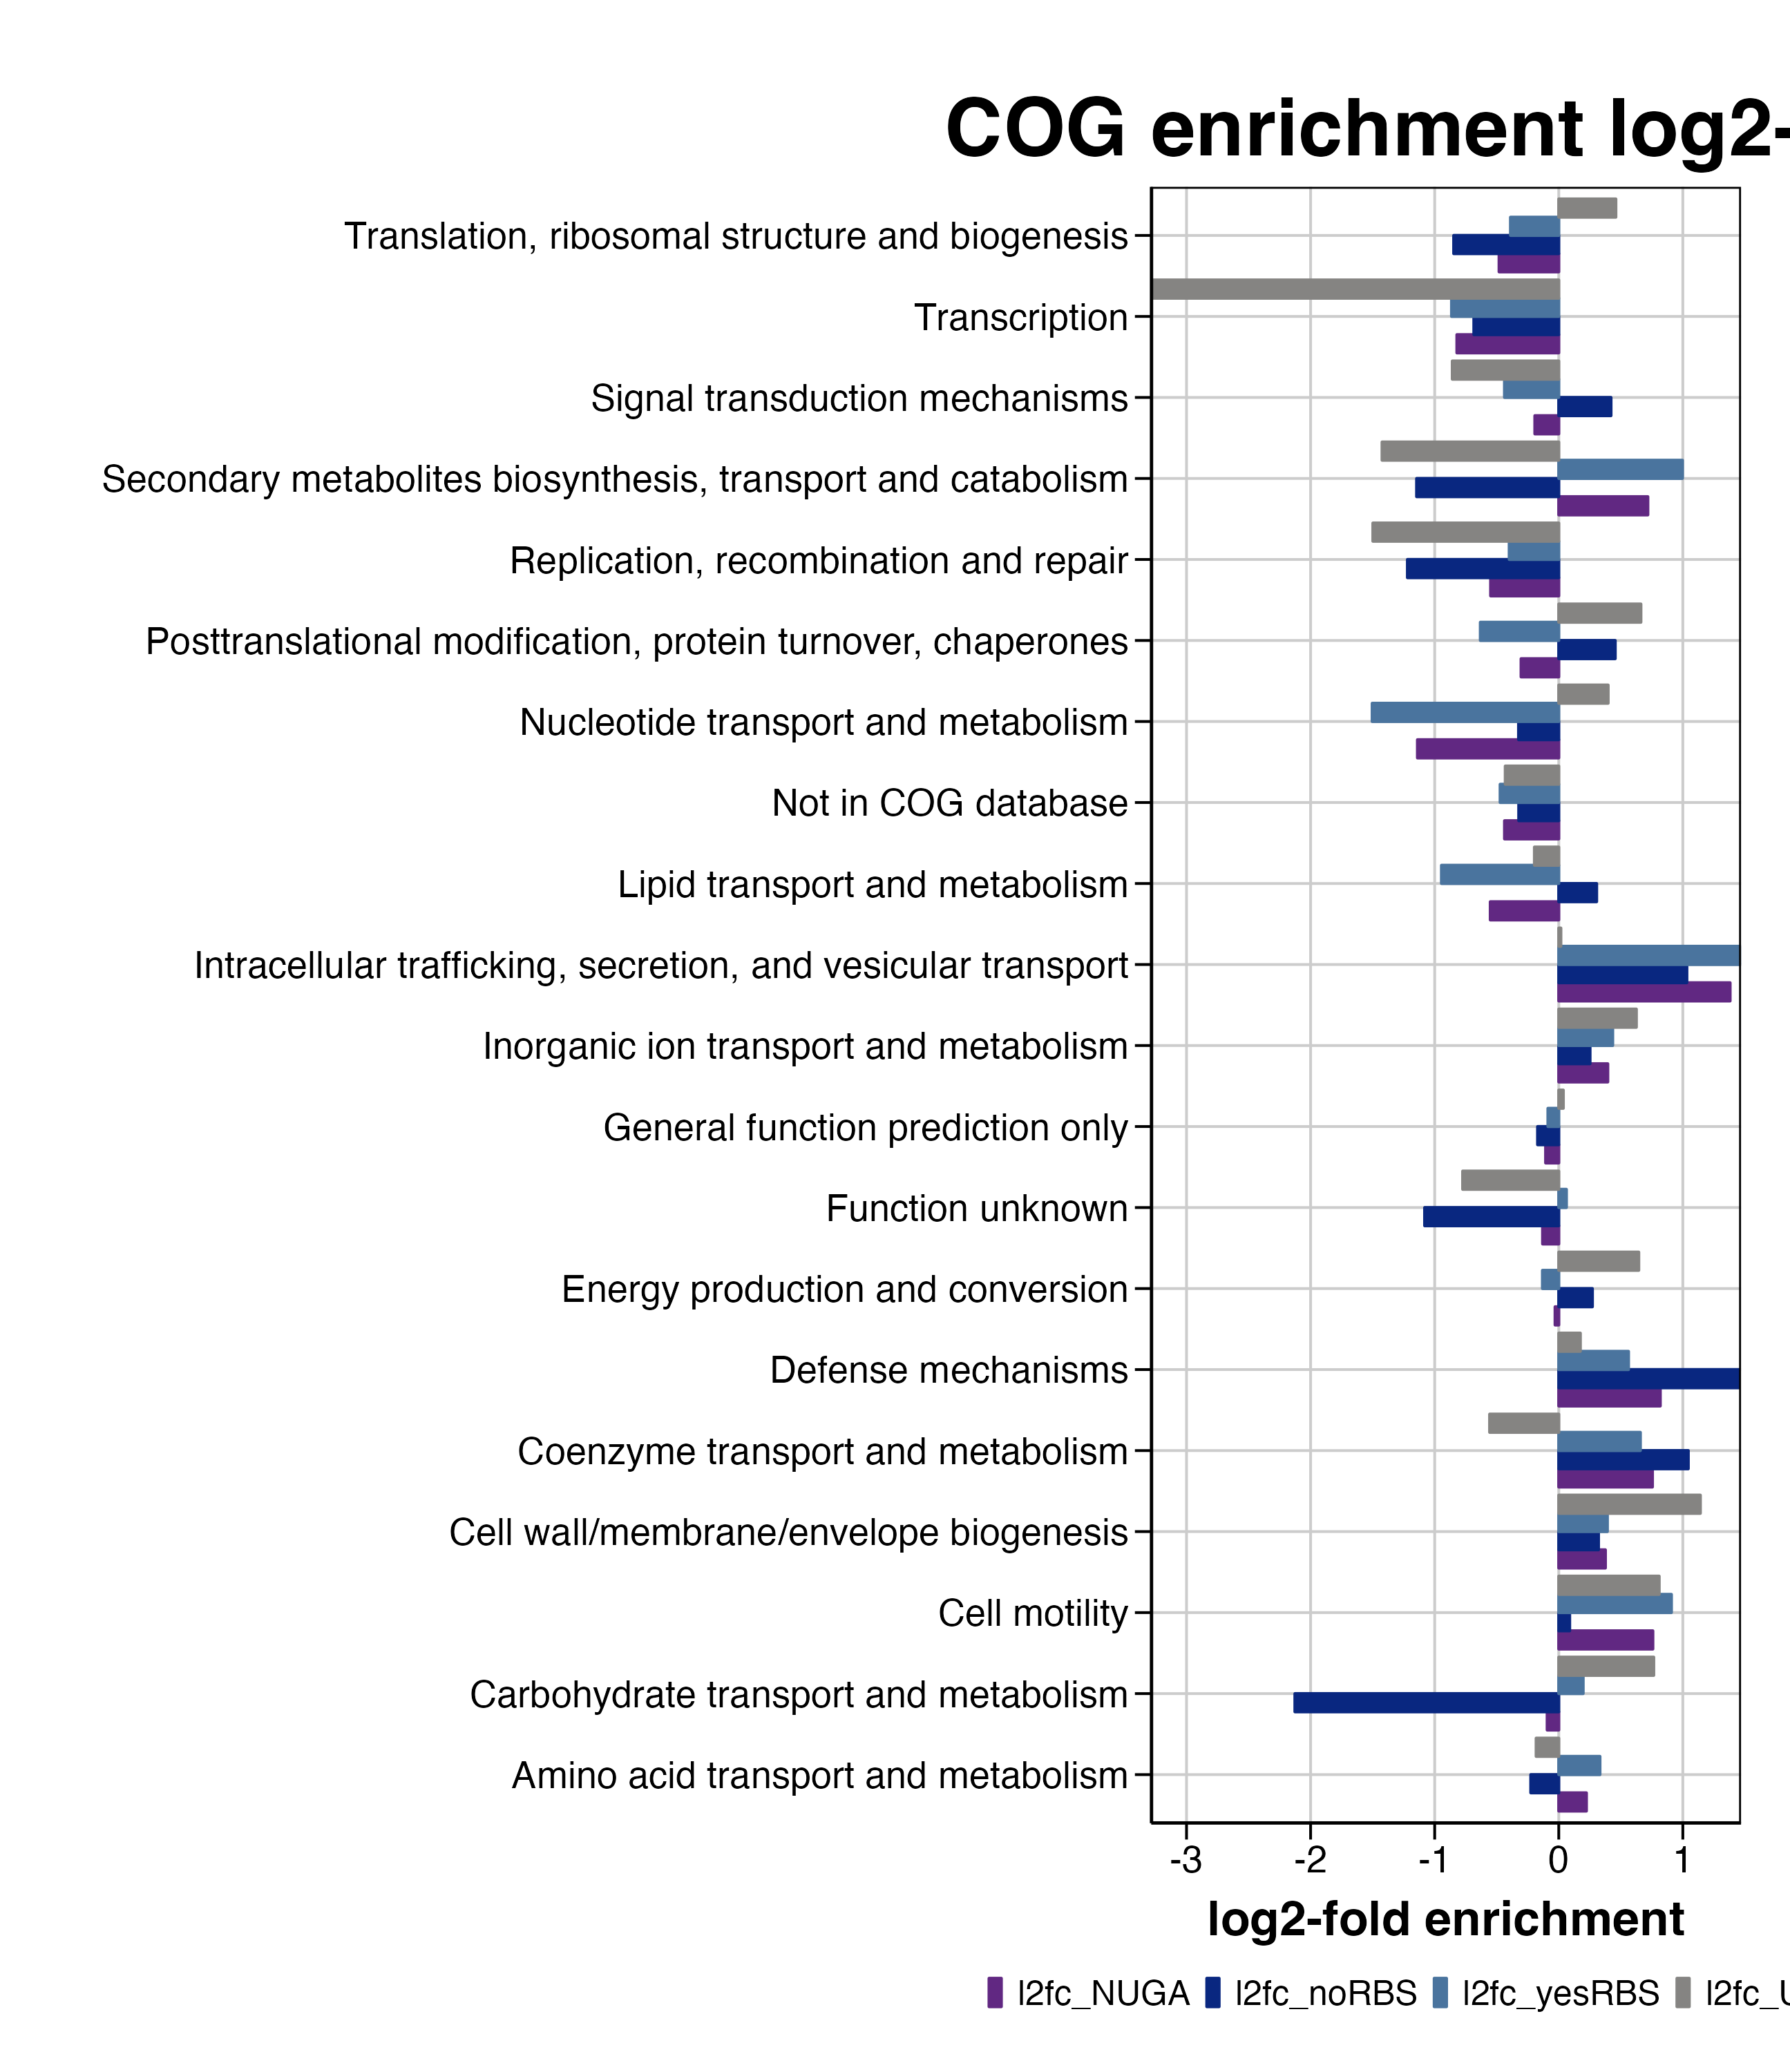 COG enrichment log2-
Translation, ribosomal structure and biogenesis
Transcription
Signal transduction mechanisms
Secondary metabolites biosynthesis, transport and catabolism
Replication, recombination and repair
Posttranslational modification, protein turnover, chaperones
Nucleotide transport and metabolism
Not in COG database
Lipid transport and metabolism
Intracellular trafficking, secretion, and vesicular transport
Inorganic ion transport and metabolism
General function prediction only
Function unknown
Energy production and conversion
Defense mechanisms
Coenzyme transport and metabolism
Cell wall/membrane/envelope biogenesis
Cell motility
Carbohydrate transport and metabolism
Amino acid transport and metabolism
-3 -2 -1 0 1
log2-fold enrichment
l2fc_NUGA l2fc_noRBS l2fc_yesRBS